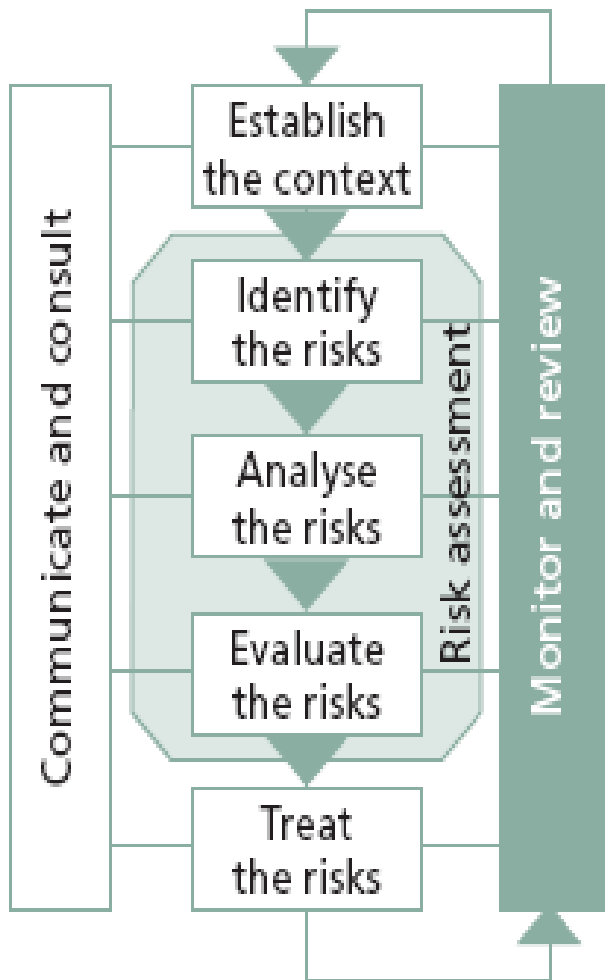 Communicate and consult
Establish
the context
Identify
the risks
Analyse
the risks
Evaluate
the risks
Risk assessment
Treat
the risks
Monitor and review